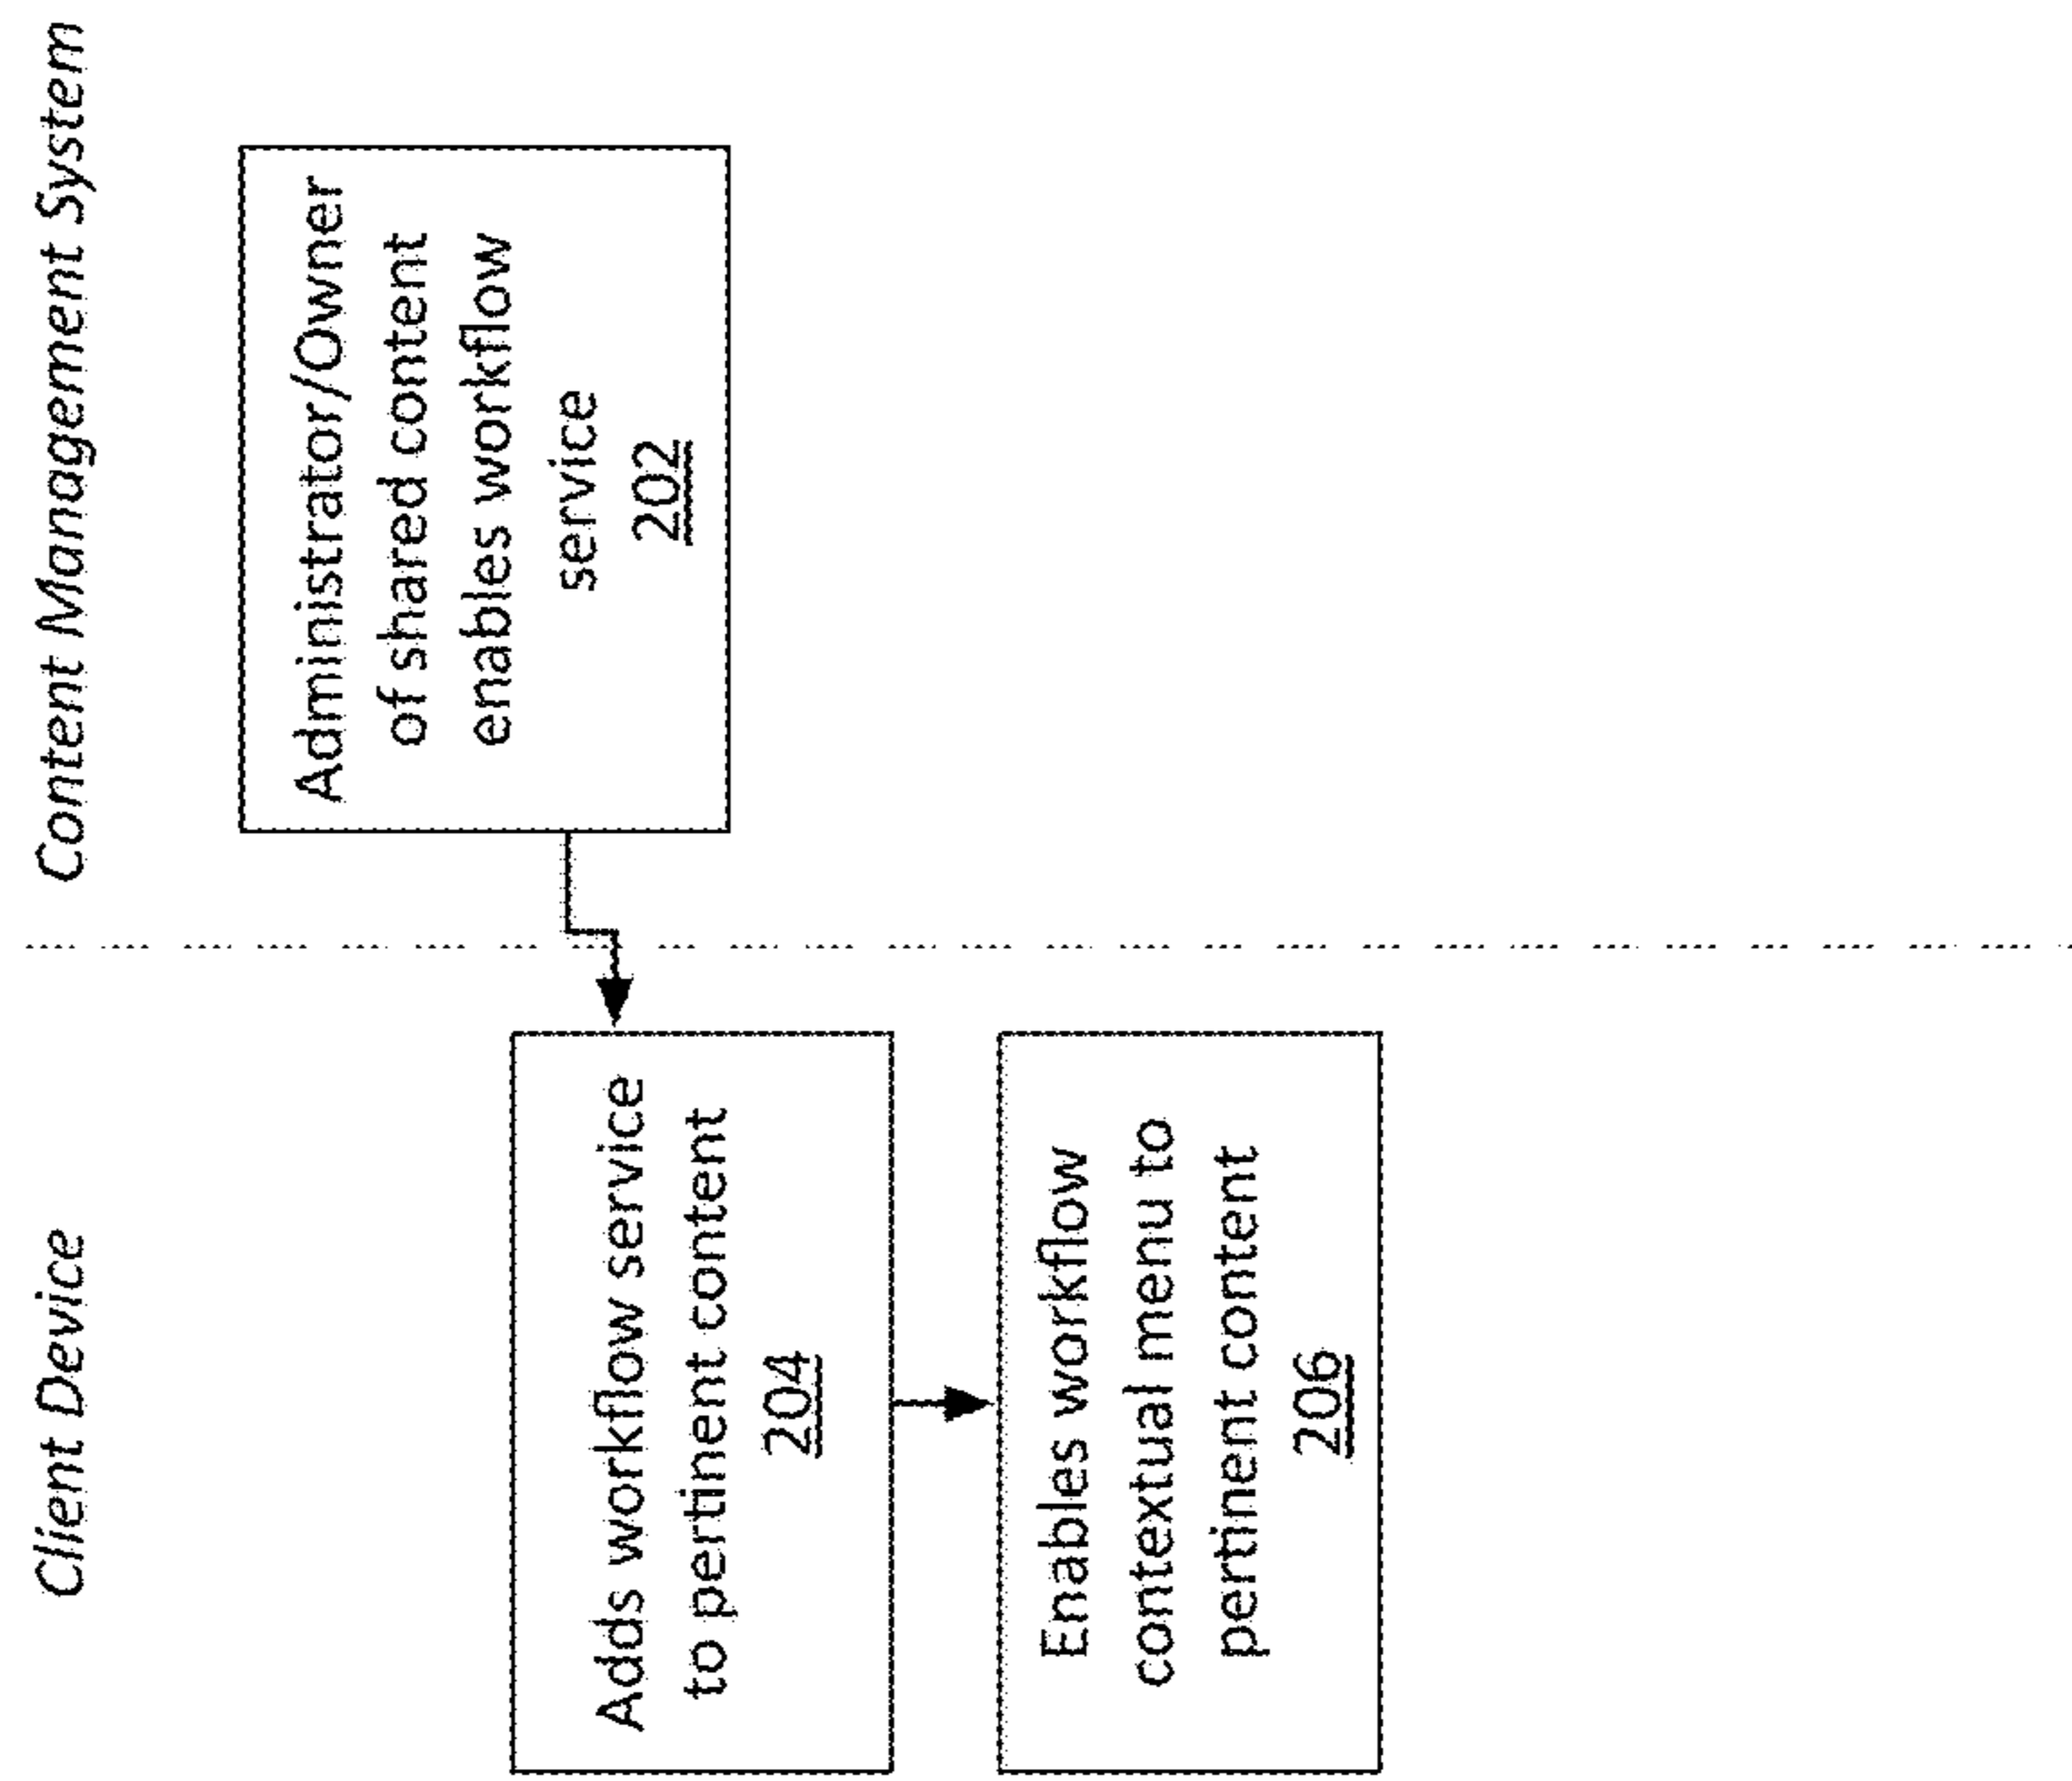 Client Device
Content Management System
Administrator/Owner
of shared content
enables workflow
service
202
Adds workflow service
to pertinent content
204
Enables workflow
contextual menu to
pertinent content
206